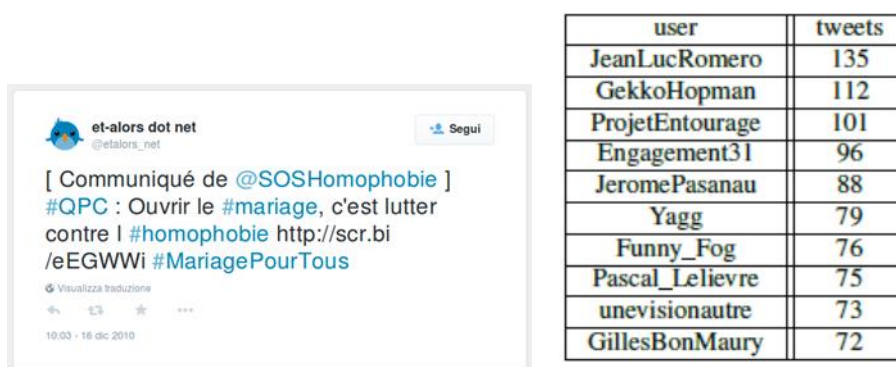 et-alors dot net
@etalors_net
Segui
[ Communiqué de @SOSHomophobie ]
#QPC : Ouvrir le #mariage, c'est lutter
contre l #homophobie http://scr.bi
/eEGWWi #MariagePourTous
Visualizza traduzione
10:03 - 16 dic 2010
user tweets
JeanLucRomero 135
GekkoHopman 112
ProjetEntourage 101
Engagement31 96
JeromePasanau 88
Yagg 79
Funny_Fog 76
Pascal_Lelievre 75
unevisionautre 73
GillesBonMaury 72